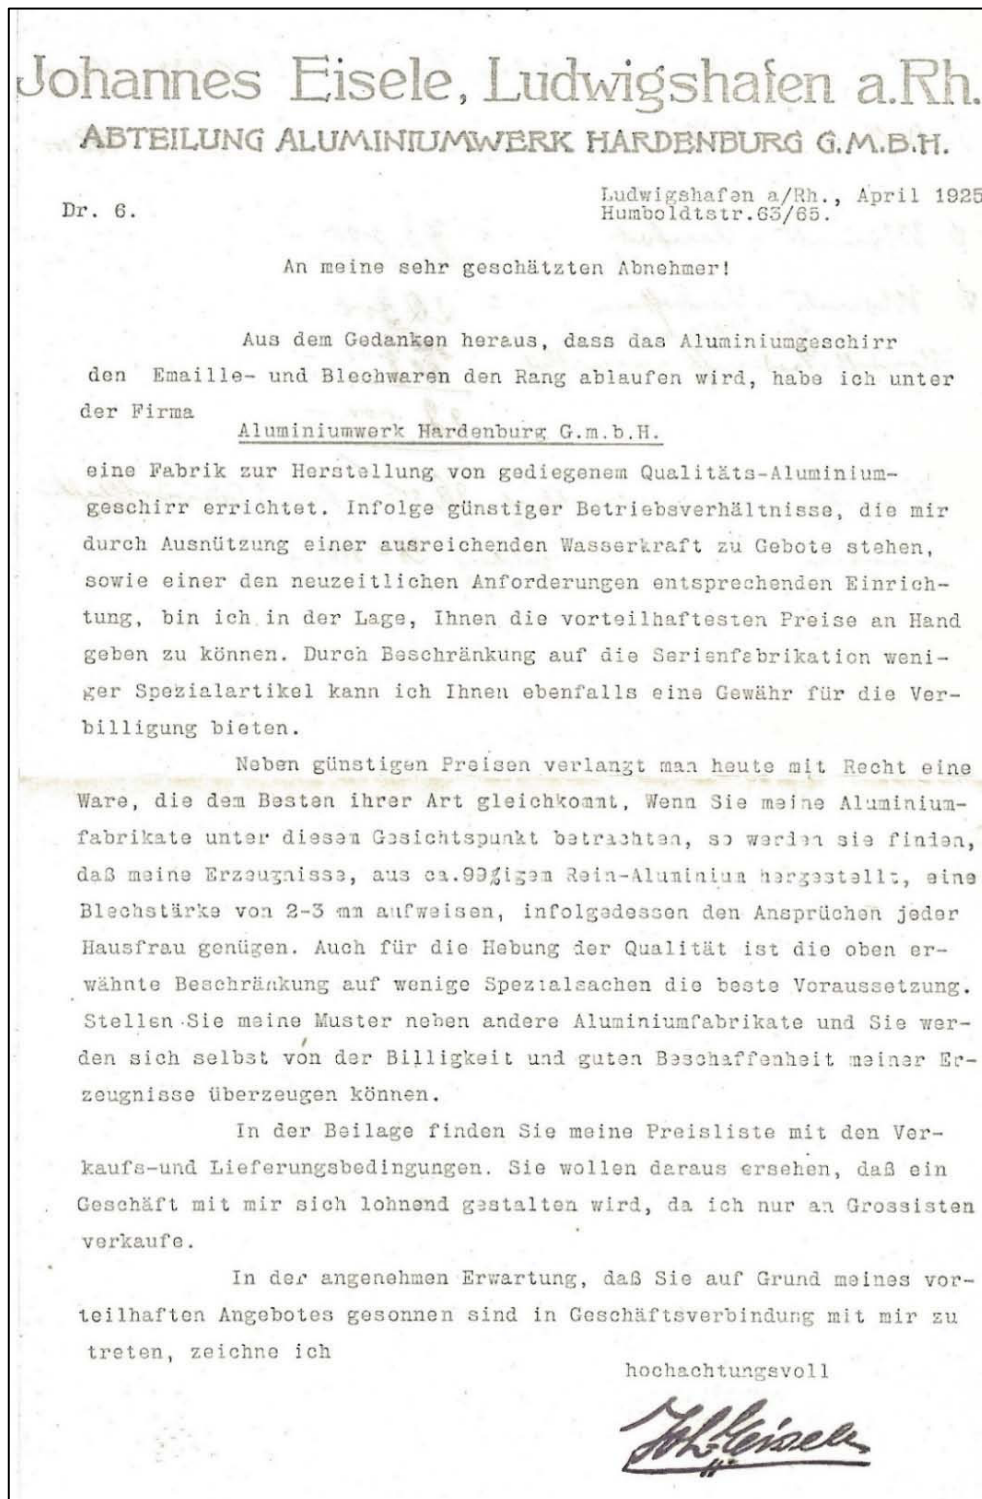 Johannes Eisele, Ludwigshafen a.Rh.
ABTEILUNG ALUMINIUMWERK HARDENBURG G.M.B.H.
Ludwigshafen a/Rh., April 1925
Dr. 6.
Humboldtstr.63/65.
An meine sehr geschätzten Abnehmer!
Aus dem Gedanken heraus, dass das Aluminiumgeschirr
den Emaille- und Blechwaren den Rang ablaufen wird, habe ich unter
der Firma
Aluminiumwerk Hardenburg G.m.b.H.
eine Fabrik zur Herstellung von gediegenem Qualitäts-Aluminium-
geschirr errichtet. Infolge günstiger Betriebsverhältnisse, die mir
durch Ausnützung einer ausreichenden Wasserkraft zu Gebote stehen,
sowie einer den neuzeitlichen Anforderungen entsprechenden Einrich-
tung, bin ich in der Lage, Ihnen die vorteilhaftesten Preise an Hand
geben zu können. Durch Beschränkung auf die Serienfabrikation weni-
ger Spezialartikel kann ich Ihnen ebenfalls eine Gewähr für die Ver-
billigung bieten.
Neben günstigen Preisen verlangt man heute mit Recht eine
Ware, die dem Besten ihrer Art gleichkommt, Wenn Sie meine Aluminium-
fabrikate unter diesem Gesichtspunkt betrachten, so werden sie finden,
daß meine Erzeugnisse, aus ca.99%igem Rein-Aluminium hergestellt, eine
Blechstärke von 2-3 mm aufweisen, infolgedessen den Ansprüchen jeder
Hausfrau genügen. Auch für die Hebung der Qualität ist die oben er-
wähnte Beschränkung auf wenige Spezialsachen die beste Voraussetzung.
Stellen Sie meine Muster neben andere Aluminiumfabrikate und Sie wer-
den sich selbst von der Billigkeit und guten Beschaffenheit meiner Er-
zeugnisse überzeugen können.
In der Beilage finden Sie meine Preisliste mit den Ver-
kaufs-und Lieferungsbedingungen. Sie wollen daraus ersehen, daß ein
Geschäft mit mir sich lohnend gestalten wird, da ich nur an Grossisten
verkaufe.
In der angenehmen Erwartung, daß Sie auf Grund meines vor-
teilhaften Angebotes gesonnen sind in Geschäftsverbindung mit mir zu
treten, zeichne ich
hochachtungsvoll
Joh. Eisele